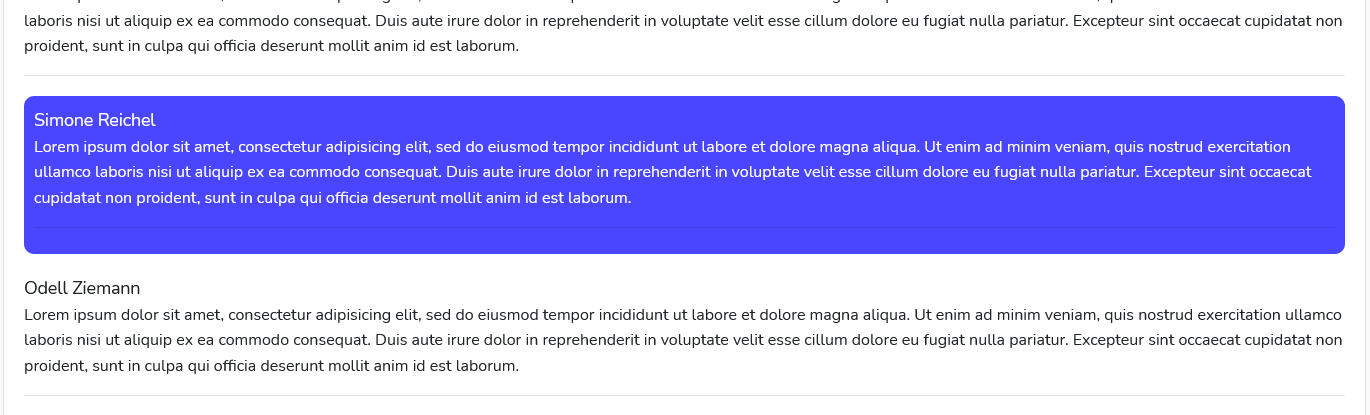 laboris nisi ut aliquip ex ea commodo consequat. Duis aute irure dolor in reprehenderit in voluptate velit esse cillum dolore eu fugiat nulla pariatur. Excepteur sint occaecat cupidatat non
proident, sunt in culpa qui officia deserunt mollit anim id est laborum.
Simone Reichel
Lorem ipsum dolor sit amet, consectetur adipisicing elit, sed do eiusmod tempor incididunt ut labore et dolore magna aliqua. Ut enim ad minim veniam, quis nostrud exercitation
ullamco laboris nisi ut aliquip ex ea commodo consequat. Duis aute irure dolor in reprehenderit in voluptate velit esse cillum dolore eu fugiat nulla pariatur. Excepteur sint occaecat
cupidatat non proident, sunt in culpa qui officia deserunt mollit anim id est laborum.
Odell Ziemann
Lorem ipsum dolor sit amet, consectetur adipisicing elit, sed do eiusmod tempor incididunt ut labore et dolore magna aliqua. Ut enim ad minim veniam, quis nostrud exercitation ullamco
laboris nisi ut aliquip ex ea commodo consequat. Duis aute irure dolor in reprehenderit in voluptate velit esse cillum dolore eu fugiat nulla pariatur. Excepteur sint occaecat cupidatat non
proident, sunt in culpa qui officia deserunt mollit anim id est laborum.